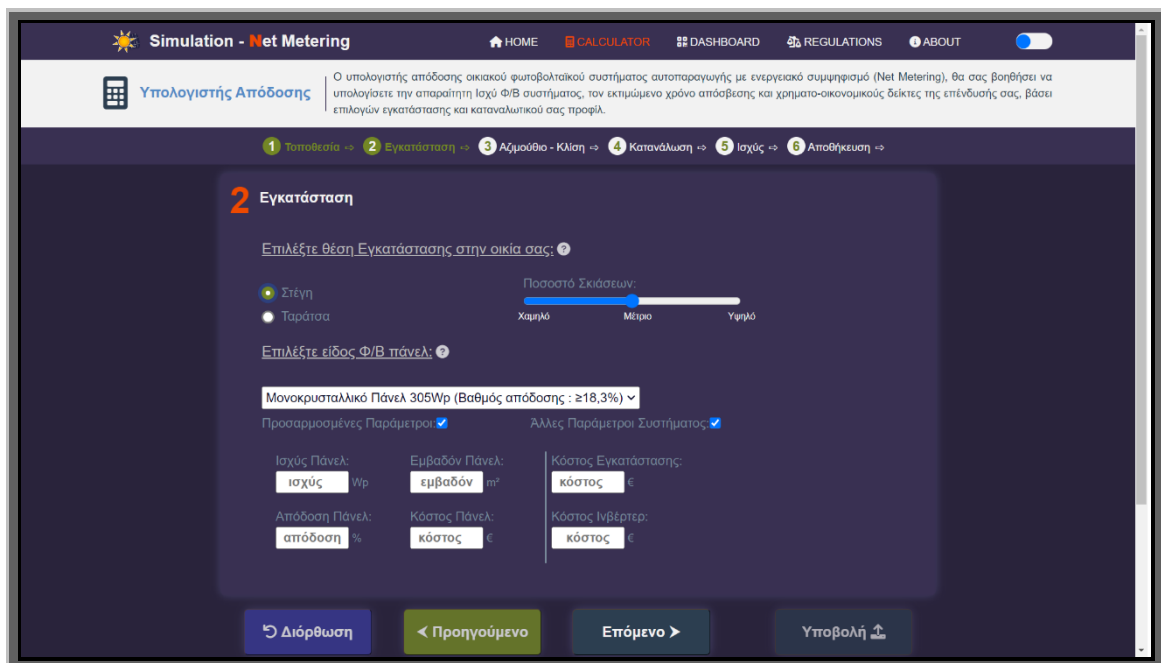 Simulation - Net Metering HOME CALCULATOR DASHBOARD REGULATIONS ABOUT
Υπολογιστής Απόδοσης
Ο υπολογιστής απόδοσης οικιακού φωτοβολταϊκού συστήματος αυτοπαραγωγής με ενεργειακό συμψηφισμό (Net Metering), θα σας βοηθήσει να
υπολογίσετε την απαραίτητη Ισχύ Φ/Β συστήματος, τον εκτιμώμενο χρόνο απόσβεσης και χρηματο-οικονομικούς δείκτες της επένδυσής σας, βάσει
επιλογών εγκατάστασης και καταναλωτικού σας προφίλ.
1 Τοποθεσία ⇨ 2 Εγκατάσταση ⇨ 3 Αζιμούθιο - Κλίση ⇨ 4 Κατανάλωση ⇨ 5 Ισχύς ⇨ 6 Αποθήκευση ⇨
2 Εγκατάσταση
Επιλέξτε θέση Εγκατάστασης στην οικία σας: ?
Στέγη
Ταράτσα
Ποσοστό Σκιάσεων:
Χαμηλό Μέτριο Υψηλό
Επιλέξτε είδος Φ/Β πάνελ: ?
Μονοκρυσταλλικό Πάνελ 305Wp (Βαθμός απόδοσης : ≥18,3%)
Προσαρμοσμένες Παράμετροι: Άλλες Παράμετροι Συστήματος:
Ισχύς Πάνελ: Εμβαδόν Πάνελ: Κόστος Εγκατάστασης:
ισχύς Wp εμβαδόν m² κόστος €
Απόδοση Πάνελ: Κόστος Πάνελ: Κόστος Ινβέρτερ:
απόδοση % κόστος € κόστος €
Διόρθωση Προηγούμενο Επόμενο Υποβολή